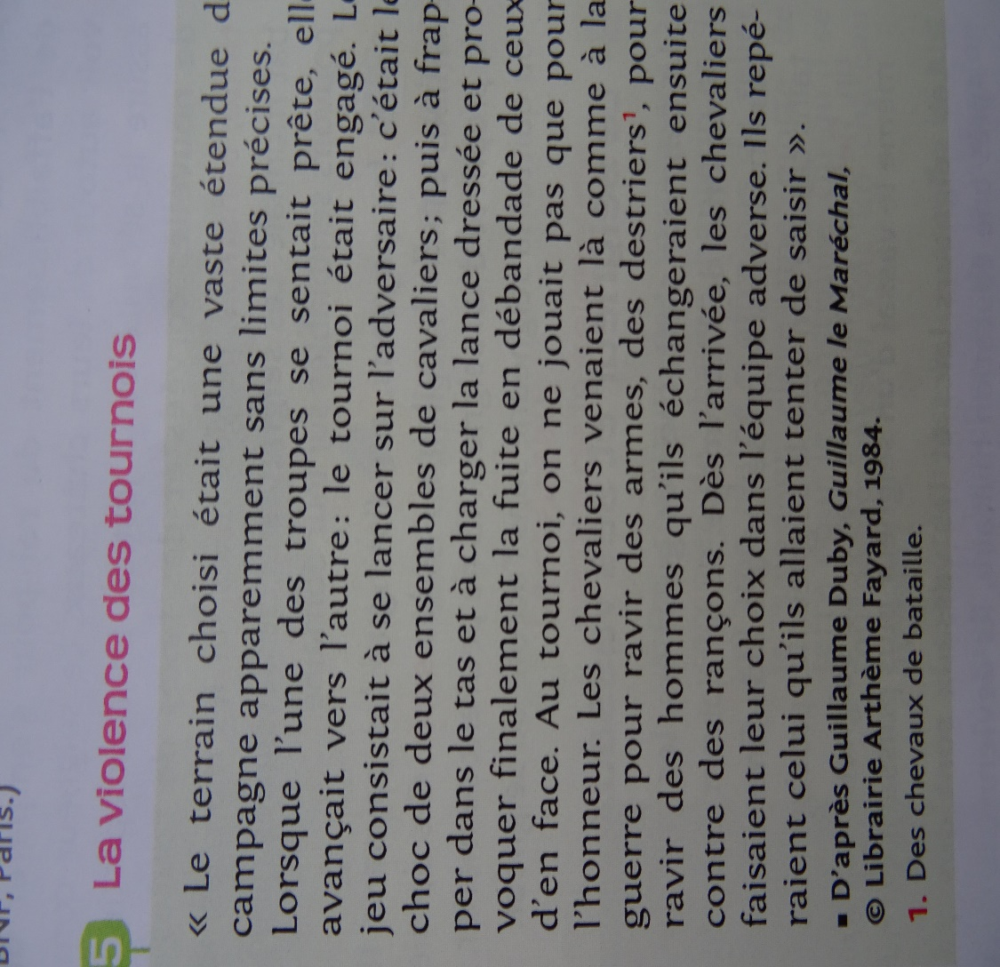 BNF, Paris.)
5 La violence des tournois
« Le terrain choisi était une vaste étendue
campagne apparemment sans limites précises.
Lorsque l'une des troupes se sentait prête,
avançait vers l'autre : le tournoi était engagé.
jeu consistait à se lancer sur l'adversaire : c'était
choc de deux ensembles de cavaliers ; puis à frap-
per dans le tas et à charger la lance dressée et pro-
voquer finalement la fuite en débandade de ceux
d'en face. Au tournoi, on ne jouait pas que pour
l'honneur. Les chevaliers venaient là comme à la
guerre pour ravir des armes, des destriers¹, pour
ravir des hommes qu'ils échangeraient ensuite
contre des rançons. Dès l'arrivée, les chevaliers
faisaient leur choix dans l'équipe adverse. Ils repé-
raient celui qu'ils allaient tenter de saisir ».
▪ D'après Guillaume Duby, Guillaume le Maréchal,
© Librairie Arthème Fayard, 1984.
1. Des chevaux de bataille.